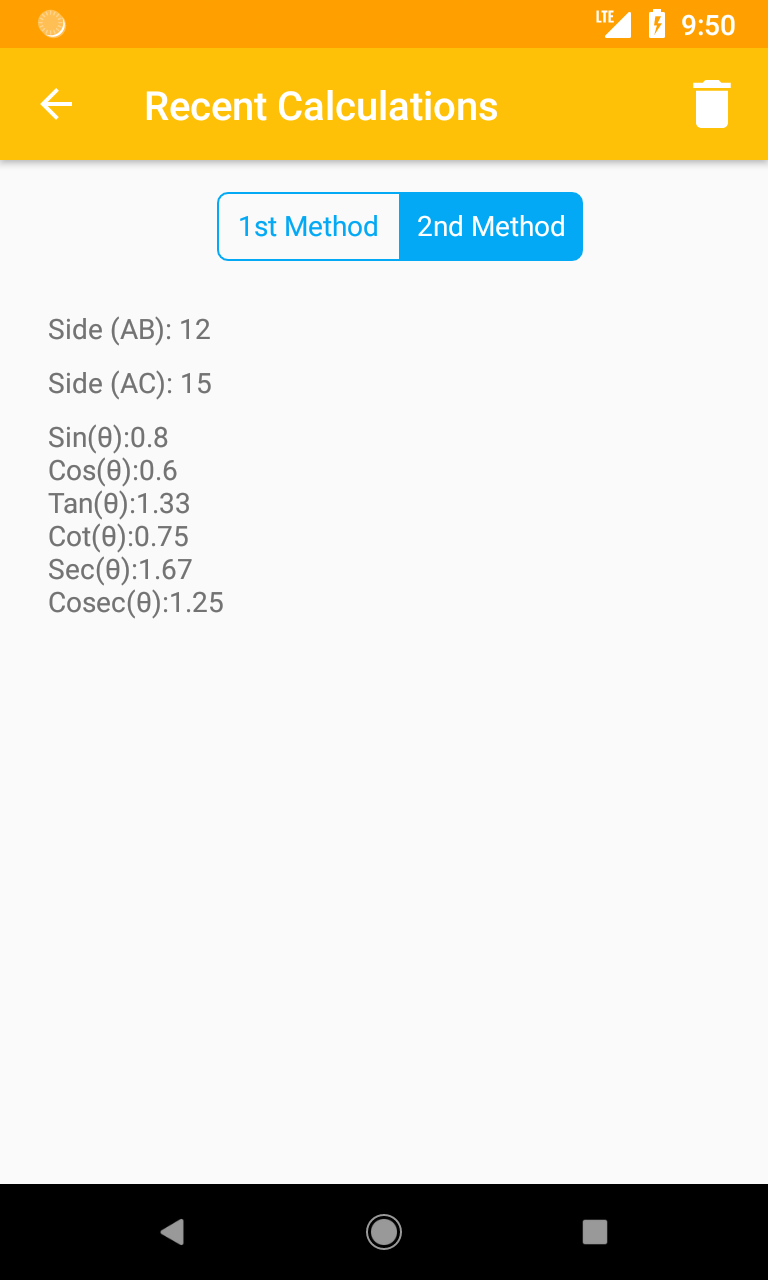 LTE 9:50
Recent Calculations
1st Method 2nd Method
Side (AB): 12
Side (AC): 15
Sin(θ):0.8
Cos(θ):0.6
Tan(θ):1.33
Cot(θ):0.75
Sec(θ):1.67
Cosec(θ):1.25